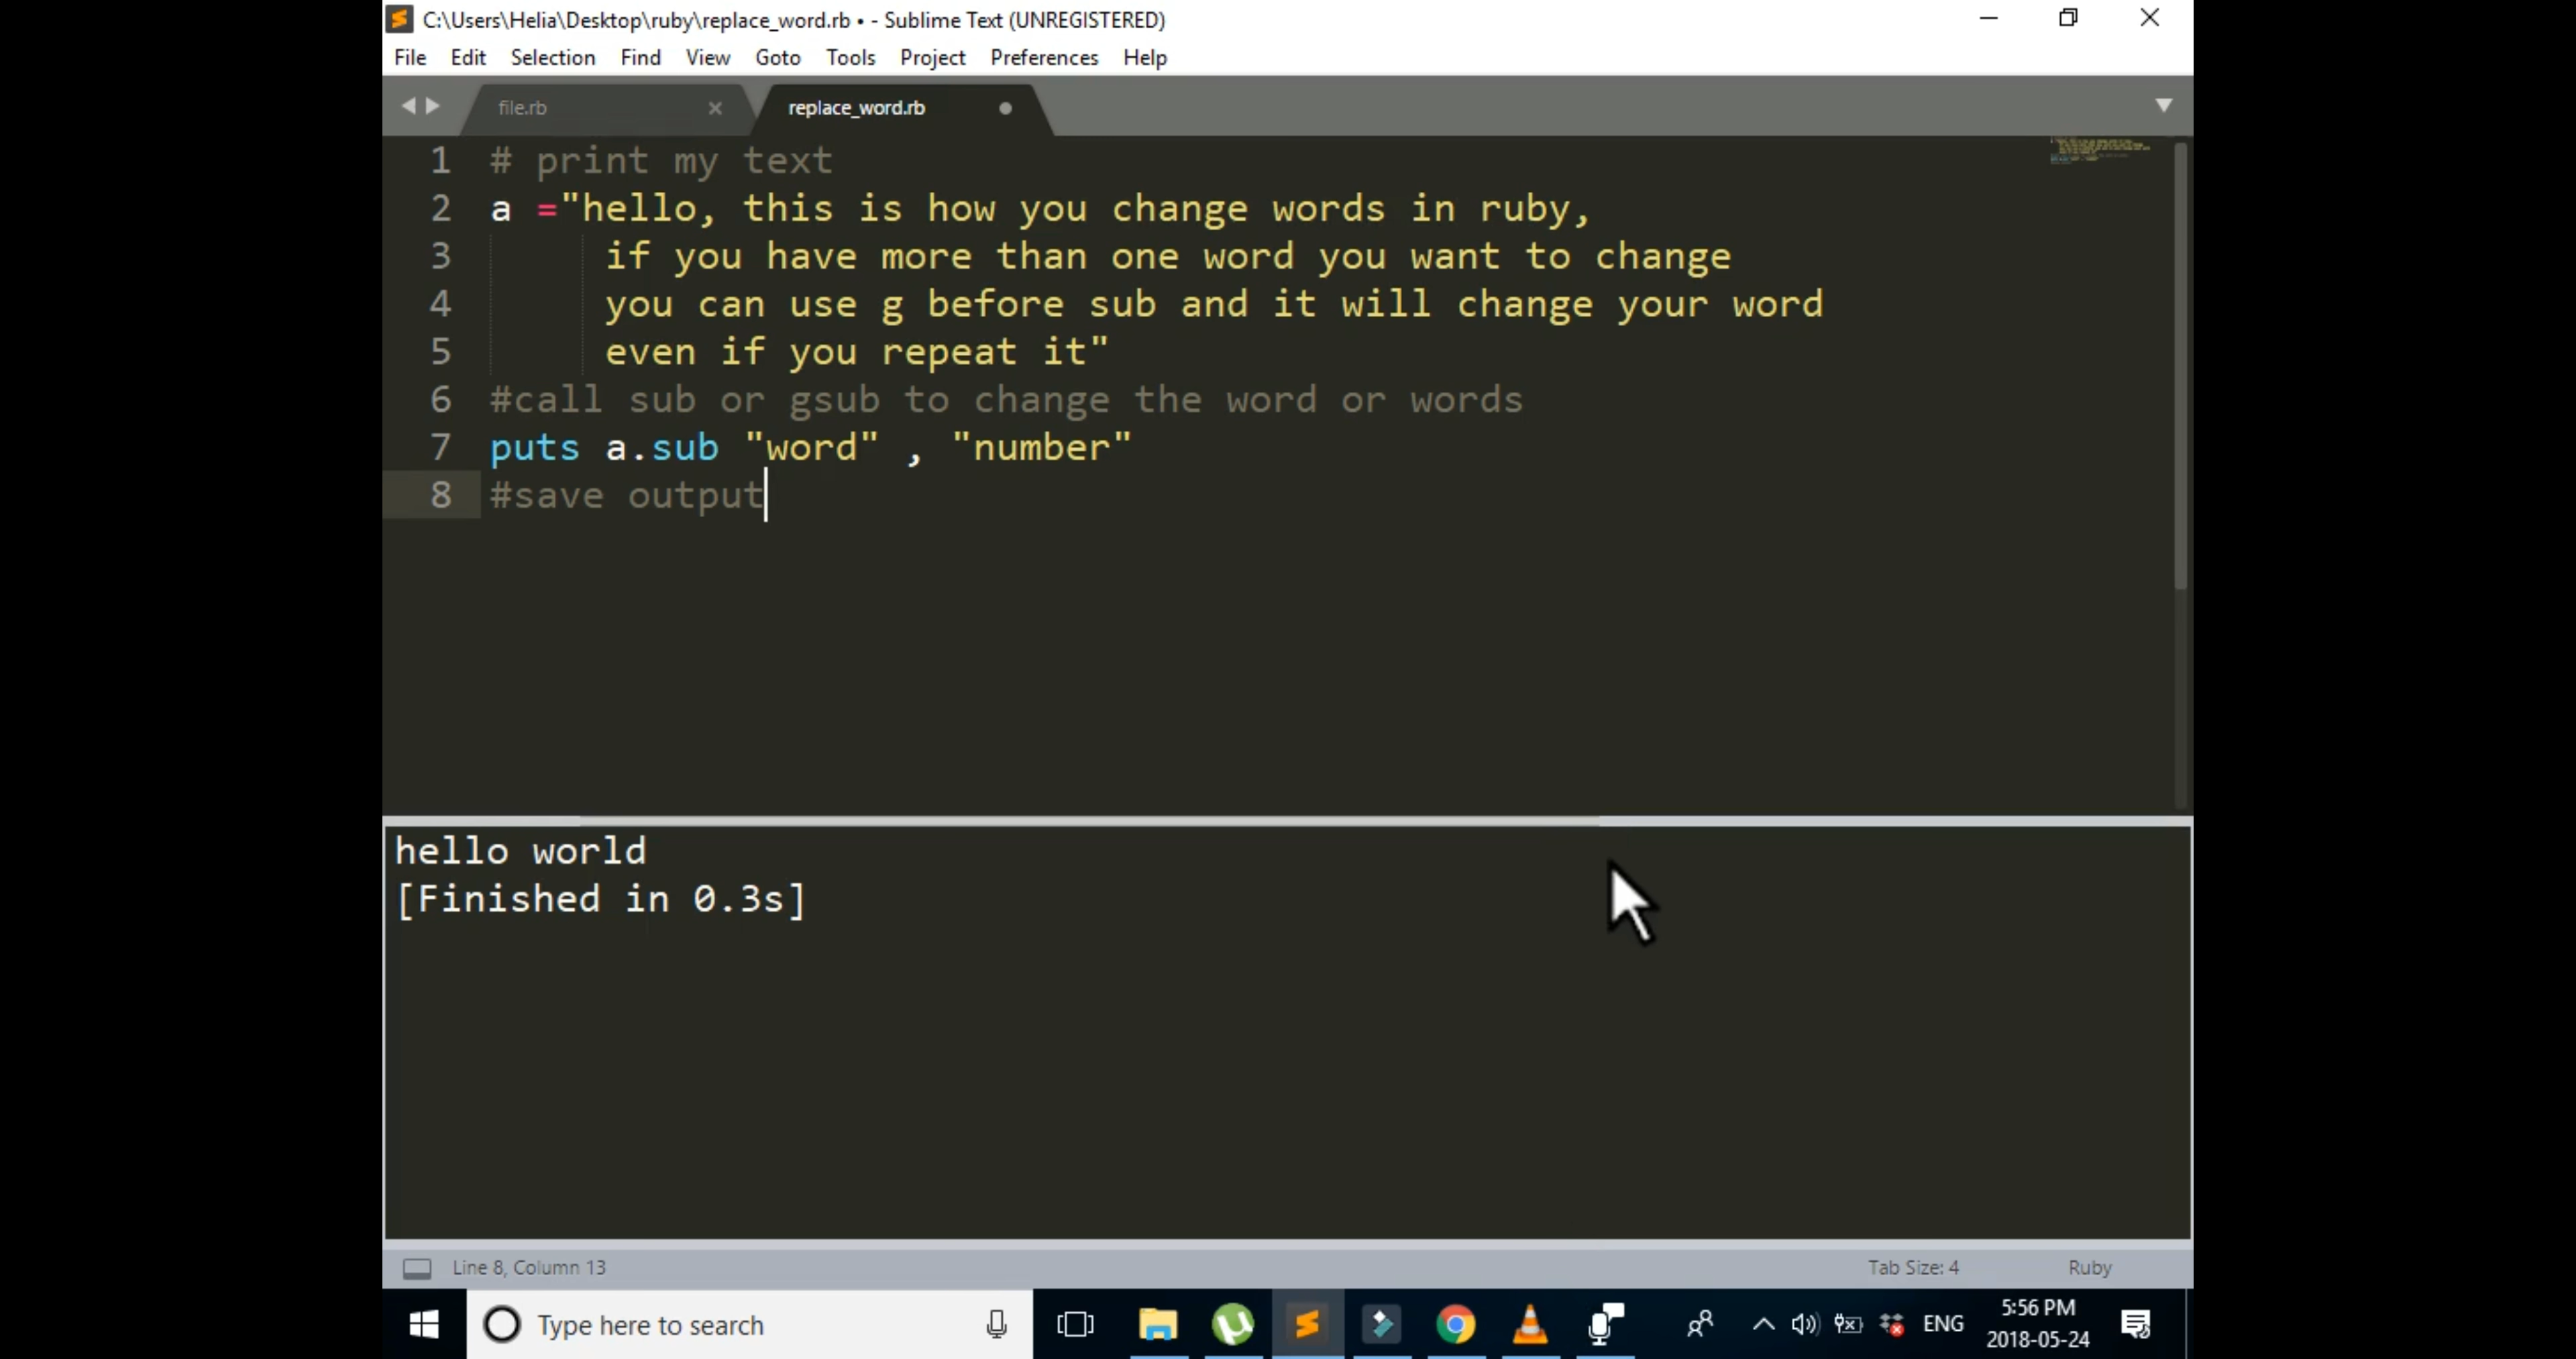 C:\Users\Helia\Desktop\ruby\replace_word.rb • - Sublime Text (UNREGISTERED)
File Edit Selection Find View Goto Tools Project Preferences Help
file.rb replace_word.rb
1 # print my text
2 a ="hello, this is how you change words in ruby,
3 if you have more than one word you want to change
4 you can use g before sub and it will change your word
5 even if you repeat it"
6 #call sub or gsub to change the word or words
7 puts a.sub "word" , "number"
8 #save output
hello world
[Finished in 0.3s]
Line 8, Column 13 Tab Size: 4 Ruby
Type here to search ENG 5:56 PM
2018-05-24